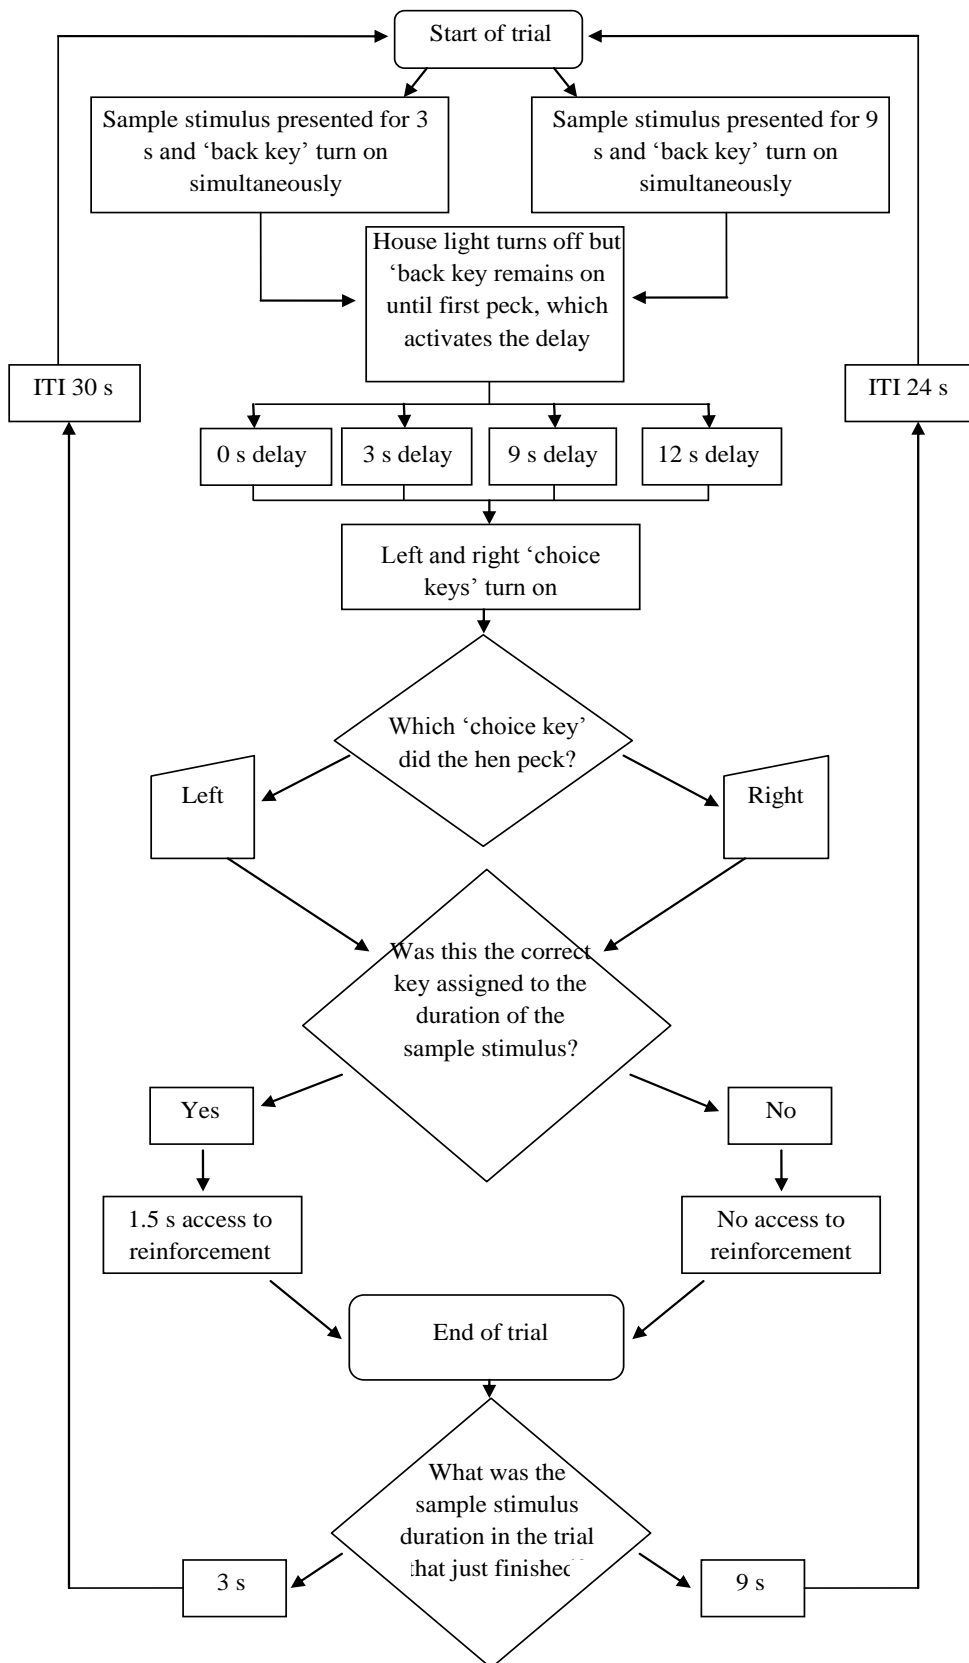 Start of trial
Sample stimulus presented for 3
s and ‘back key’ turn on
simultaneously
Sample stimulus presented for 9
s and ‘back key’ turn on
simultaneously
House light turns off but
‘back key remains on
until first peck, which
activates the delay
ITI 30 s
ITI 24 s
0 s delay
3 s delay
9 s delay
12 s delay
Left and right ‘choice
keys’ turn on
Which ‘choice key’
did the hen peck?
Left
Right
Was this the correct
key assigned to the
duration of the
sample stimulus?
Yes
No
1.5 s access to
reinforcement
No access to
reinforcement
End of trial
What was the
sample stimulus
duration in the trial
that just finished
3 s
9 s